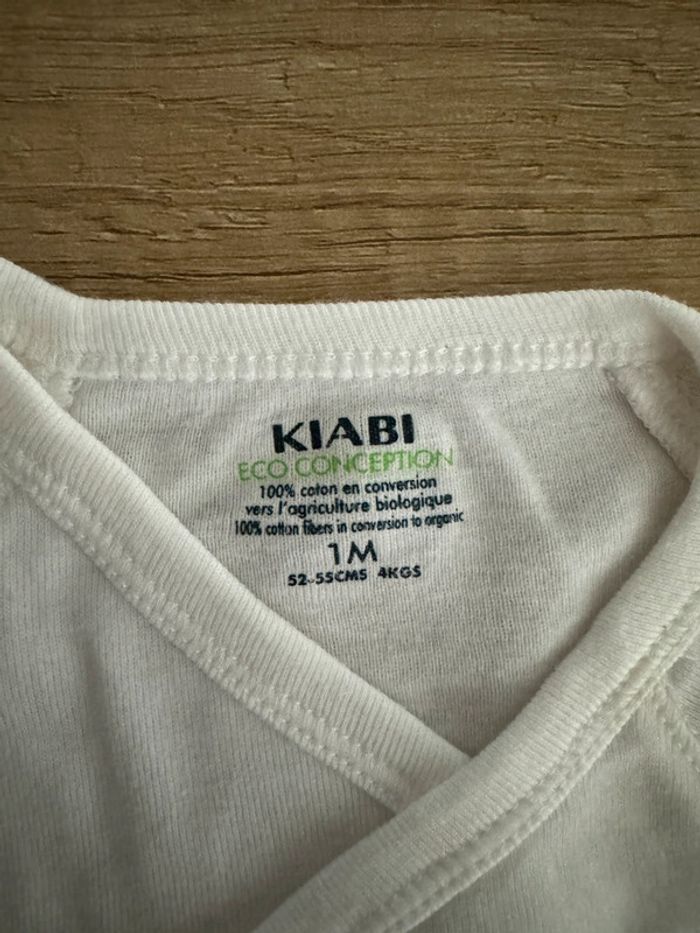 KIABI
ECO CONCEPTION
100% coton en conversion
vers l'agriculture biologique
100% cotton fibers in conversion to organic
1M
52-55CMS 4KGS